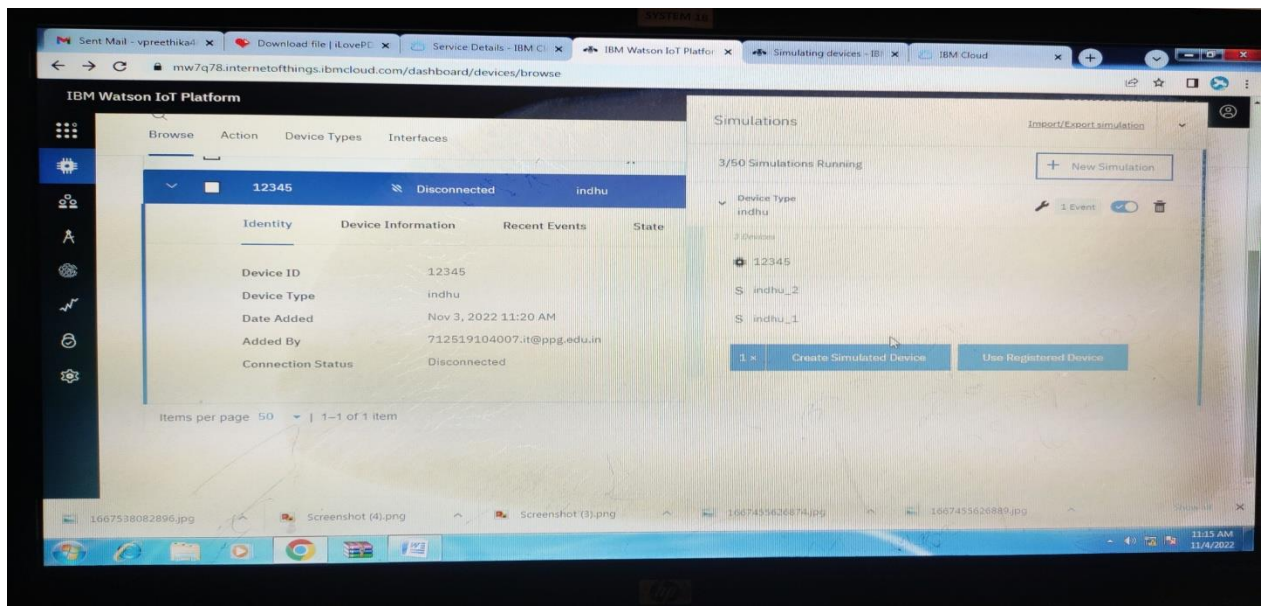 SYSTEM-18
Sent Mail - vpreethika4
Download file | iLovePD
Service Details - IBM Cl
IBM Watson IoT Platfor
Simulating devices - IB
IBM Cloud
mw7q78.internetofthings.ibmcloud.com/dashboard/devices/browse
IBM Watson IoT Platform
Browse Action Device Types Interfaces
12345 Disconnected indhu
Identity Device Information Recent Events State
Device ID 12345
Device Type indhu
Date Added Nov 3, 2022 11:20 AM
Added By 712519104007.it@ppg.edu.in
Connection Status Disconnected
Items per page 50 | 1–1 of 1 item
Simulations Import/Export simulation
3/50 Simulations Running + New Simulation
Device Type
indhu 1 Event
Devices
12345
S indhu_2
S indhu_1
1 × Create Simulated Device Use Registered Device
1667538082896.jpg Screenshot (4).png Screenshot (3).png 1667455626874.jpg 1667455626889.jpg Show all
11:15 AM
11/4/2022
hp